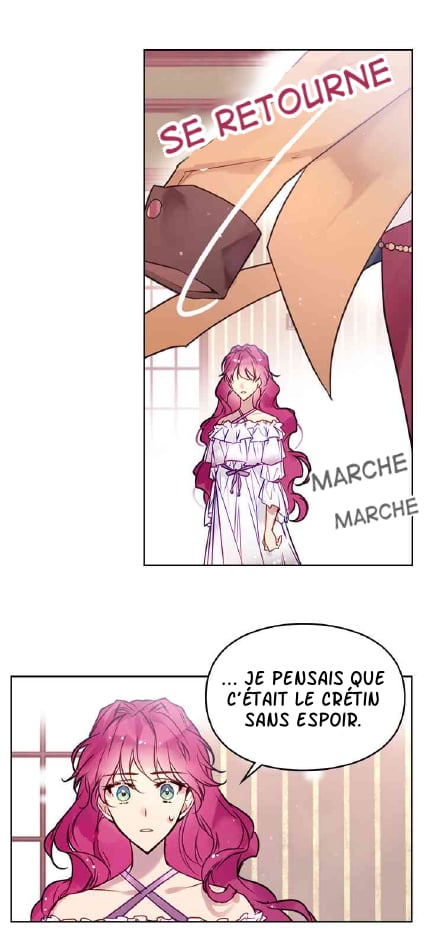 SE RETOURNE
MARCHE
MARCHE
... JE PENSAIS QUE
C'ÉTAIT LE CRÉTIN
SANS ESPOIR.